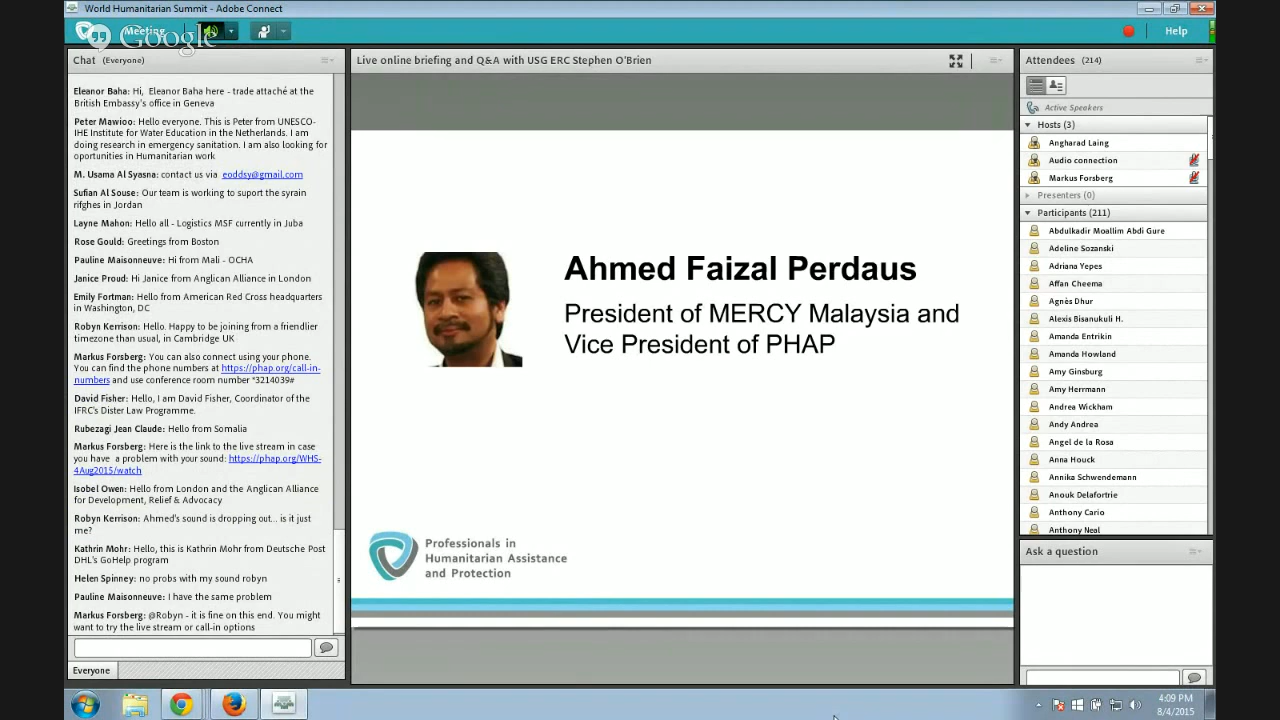 World Humanitarian Summit - Adobe Connect
Meeting
Google
Help
Chat (Everyone)
Eleanor Baha: Hi, Eleanor Baha here - trade attaché at the
British Embassy's office in Geneva
Peter Mawioo: Hello everyone. This is Peter from UNESCO-
IHE Institute for Water Education in the Netherlands. I am
doing research in emergency sanitation. I am also looking for
oportunities in Humanitarian work
M. Usama Al Syasna: contact us via eoddsy@gmail.com
Sufian Al Souse: Our team is working to suport the syrain
rifghes in Jordan
Layne Mahon: Hello all - Logistics MSF currently in Juba
Rose Gould: Greetings from Boston
Pauline Maisonneuve: Hi from Mali - OCHA
Janice Proud: Hi Janice from Anglican Alliance in London
Emily Fortman: Hello from American Red Cross headquarters
in Washington, DC
Robyn Kerrison: Hello. Happy to be joining from a friendlier
timezone than usual, in Cambridge UK
Markus Forsberg: You can also connect using your phone.
You can find the phone numbers at https://phap.org/call-in-
numbers and use conference room number *3214039#
David Fisher: Hello, I am David Fisher, Coordinator of the
IFRC's Dister Law Programme.
Rubezagi Jean Claude: Hello from Somalia
Markus Forsberg: Here is the link to the live stream in case
you have a problem with your sound: https://phap.org/WHS-
4Aug2015/watch
Isobel Owen: Hello from London and the Anglican Alliance
for Development, Relief & Advocacy
Robyn Kerrison: Ahmed's sound is dropping out... is it just
me?
Kathrin Mohr: Hello, this is Kathrin Mohr from Deutsche Post
DHL's GoHelp program
Helen Spinney: no probs with my sound robyn
Pauline Maisonneuve: I have the same problem
Markus Forsberg: @Robyn - it is fine on this end. You might
want to try the live stream or call-in options
Everyone
Live online briefing and Q&A with USG ERC Stephen O'Brien
Ahmed Faizal Perdaus
President of MERCY Malaysia and
Vice President of PHAP
Professionals in
Humanitarian Assistance
and Protection
Attendees (214)
Active Speakers
Hosts (3)
Angharad Laing
Audio connection
Markus Forsberg
Presenters (0)
Participants (211)
Abdulkadir Moallim Abdi Gure
Adeline Sozanski
Adriana Yepes
Affan Cheema
Agnès Dhur
Alexis Bisanukuli H.
Amanda Entrikin
Amanda Howland
Amy Ginsburg
Amy Herrmann
Andrea Wickham
Andy Andrea
Angel de la Rosa
Anna Houck
Annika Schwendemann
Anouk Delafortrie
Anthony Cario
Anthony Neal
Ask a question
4:09 PM
8/4/2015